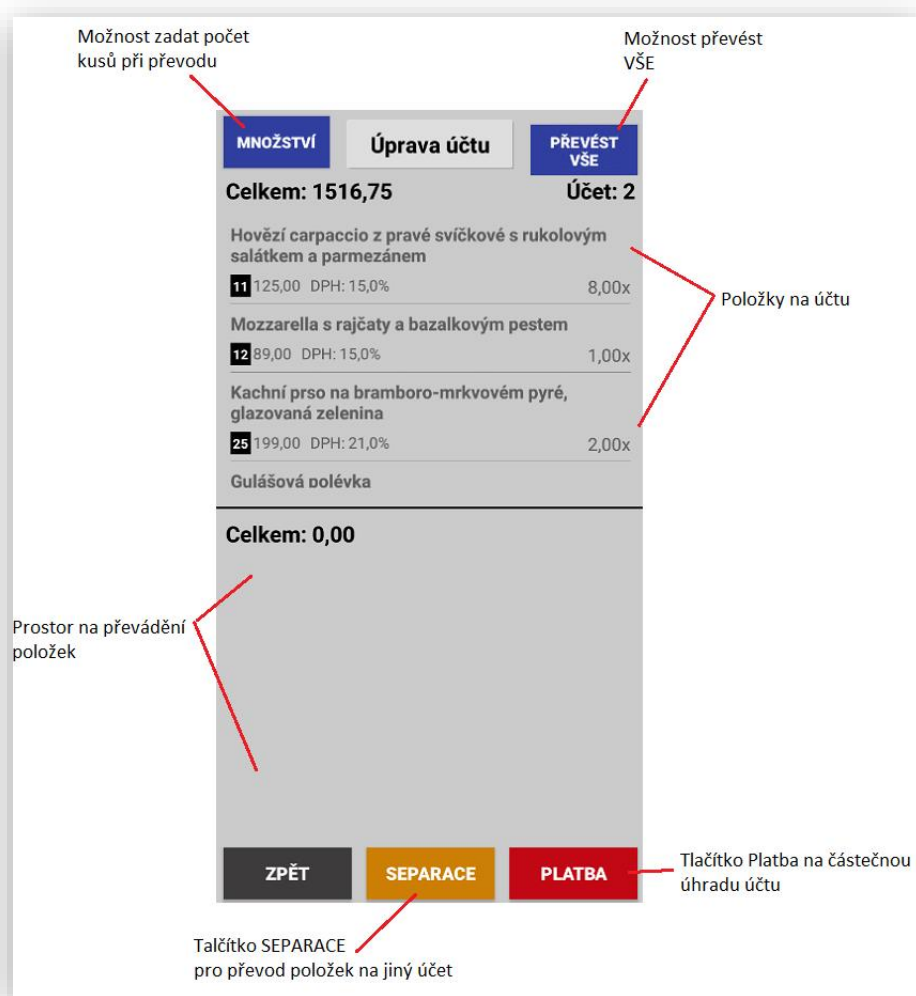 Možnost zadat počet
kusů při převodu
Možnost převést
VŠE
MNOŽSTVÍ
Úprava účtu
PŘEVÉST
VŠE
Celkem: 1516,75
Účet: 2
Hovězí carpaccio z pravé svíčkové s rukolovým
salátkem a parmezánem
11 125,00 DPH: 15,0%
8,00x
Položky na účtu
Mozzarella s rajčaty a bazalkovým pestem
12 89,00 DPH: 15,0%
1,00x
Kachní prso na bramboro-mrkvovém pyré,
glazovaná zelenina
25 199,00 DPH: 21,0%
2,00x
Gulášová polévka
Celkem: 0,00
Prostor na převádění
položek
ZPĚT
SEPARACE
PLATBA
Tlačítko Platba na částečnou
úhradu účtu
Talčítko SEPARACE
pro převod položek na jiný účet